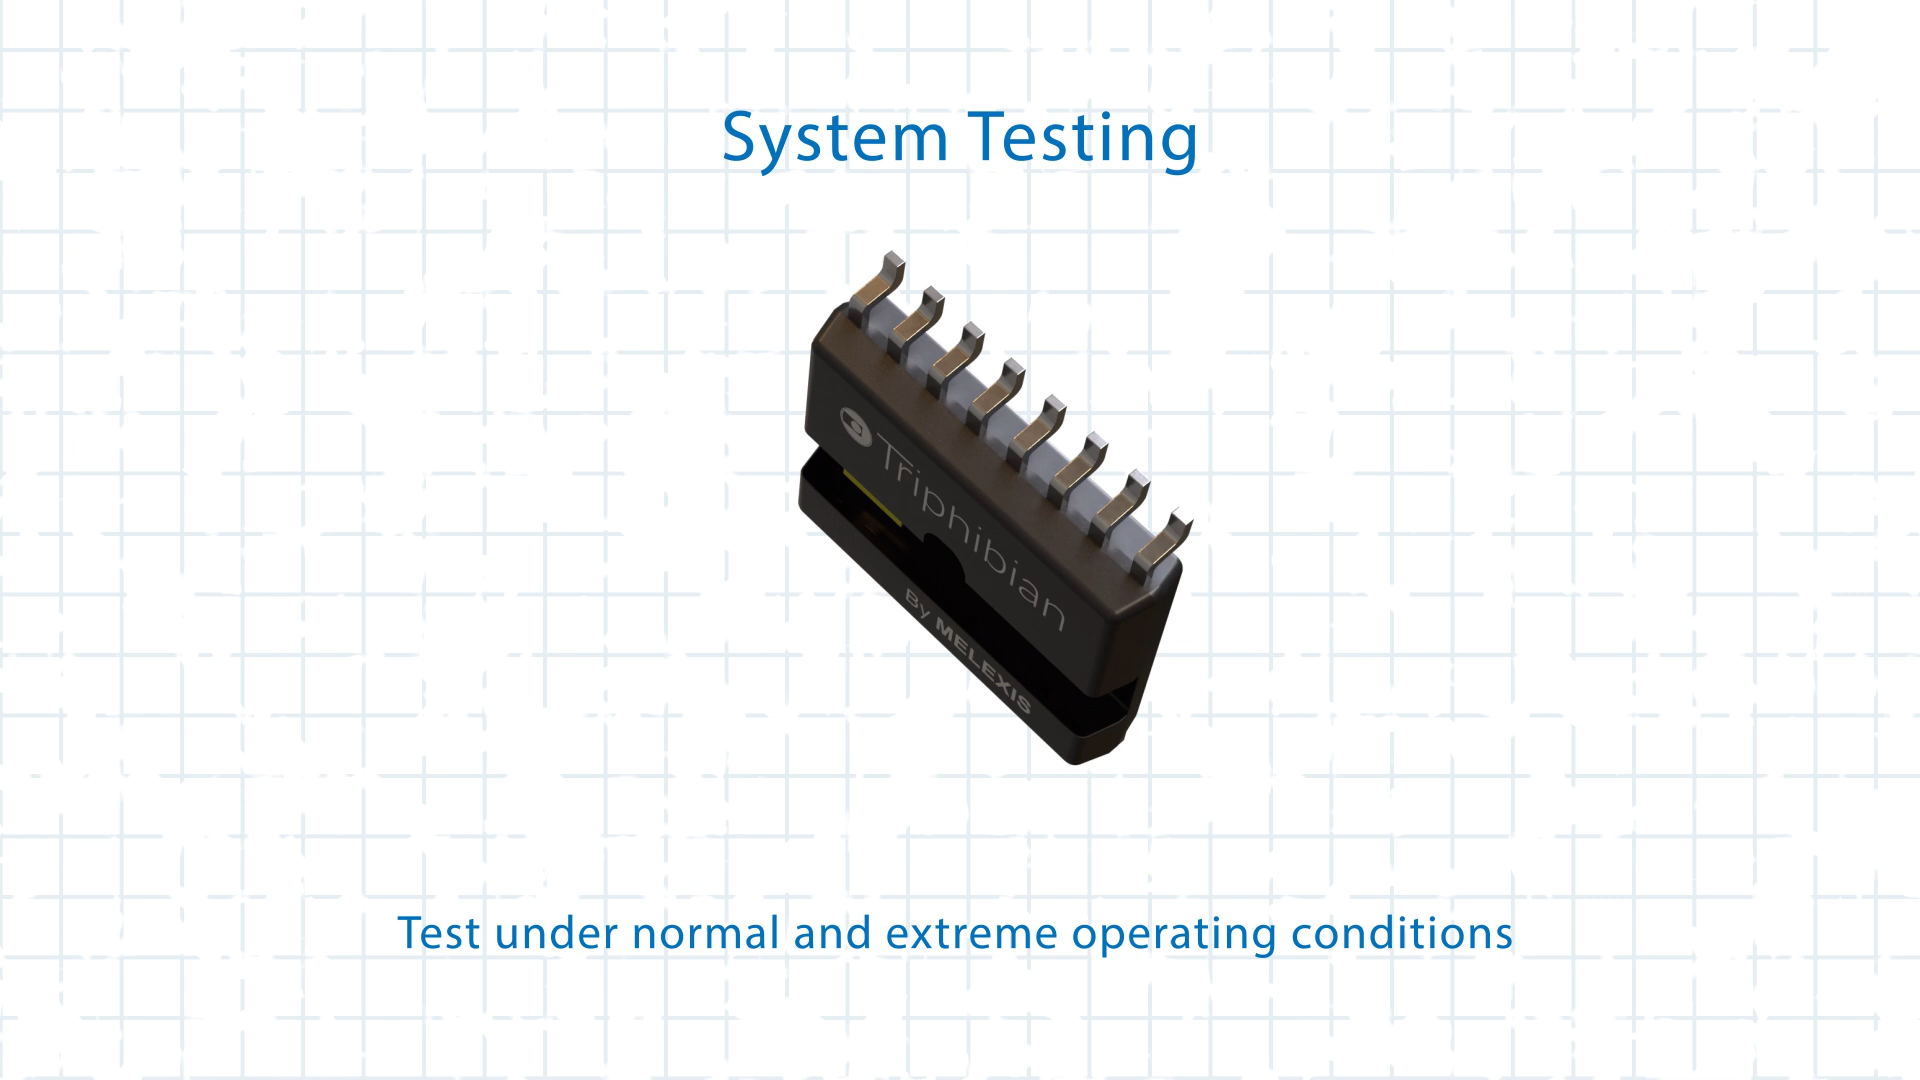 System Testing
Triphibian
By MELEXIS
Test under normal and extreme operating conditions